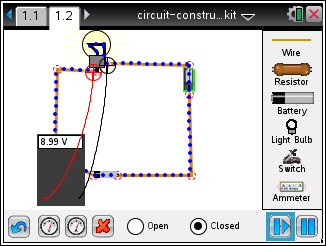 1.1
1.2
circuit-constru...kit
Wire
Resistor
Battery
Light Bulb
Switch
Ammeter
8.99 V
Open
Closed